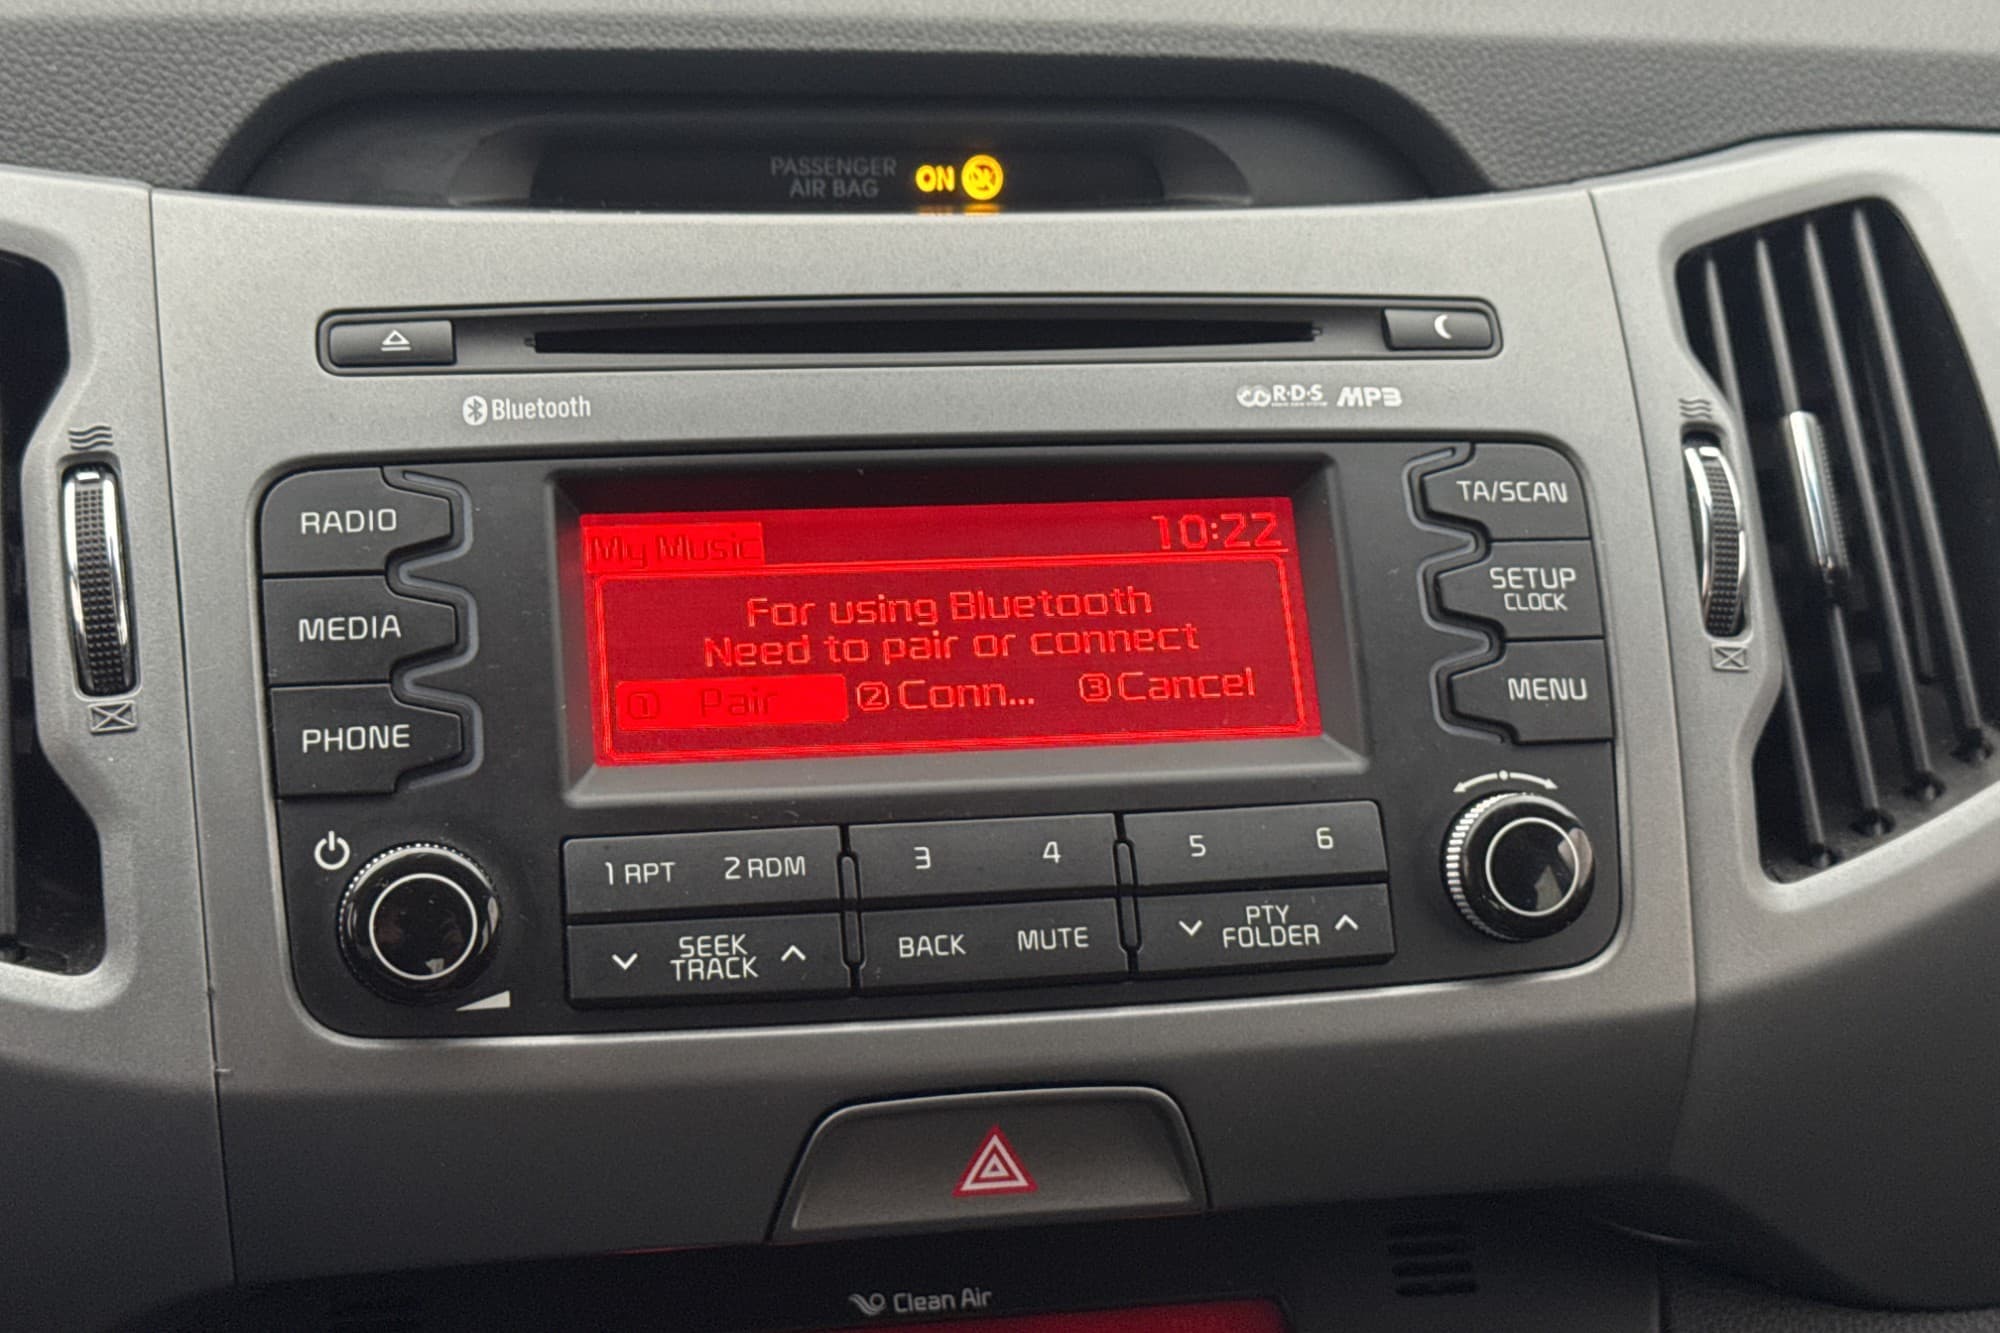 PASSENGER
AIR BAG
ON
Bluetooth
R·D·S
MP3
RADIO
MEDIA
PHONE
My Music
10:22
For using Bluetooth
Need to pair or connect
1 Pair
2 Conn...
3 Cancel
TA/SCAN
SETUP
CLOCK
MENU
1 RPT
2 RDM
3
4
5
6
SEEK
TRACK
BACK
MUTE
PTY
FOLDER
Clean Air